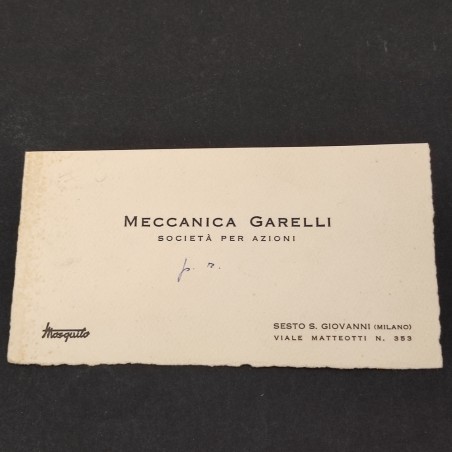 MECCANICA GARELLI
SOCIETÀ PER AZIONI
p. r.
Mosquito
SESTO S. GIOVANNI (MILANO)
VIALE MATTEOTTI N. 353